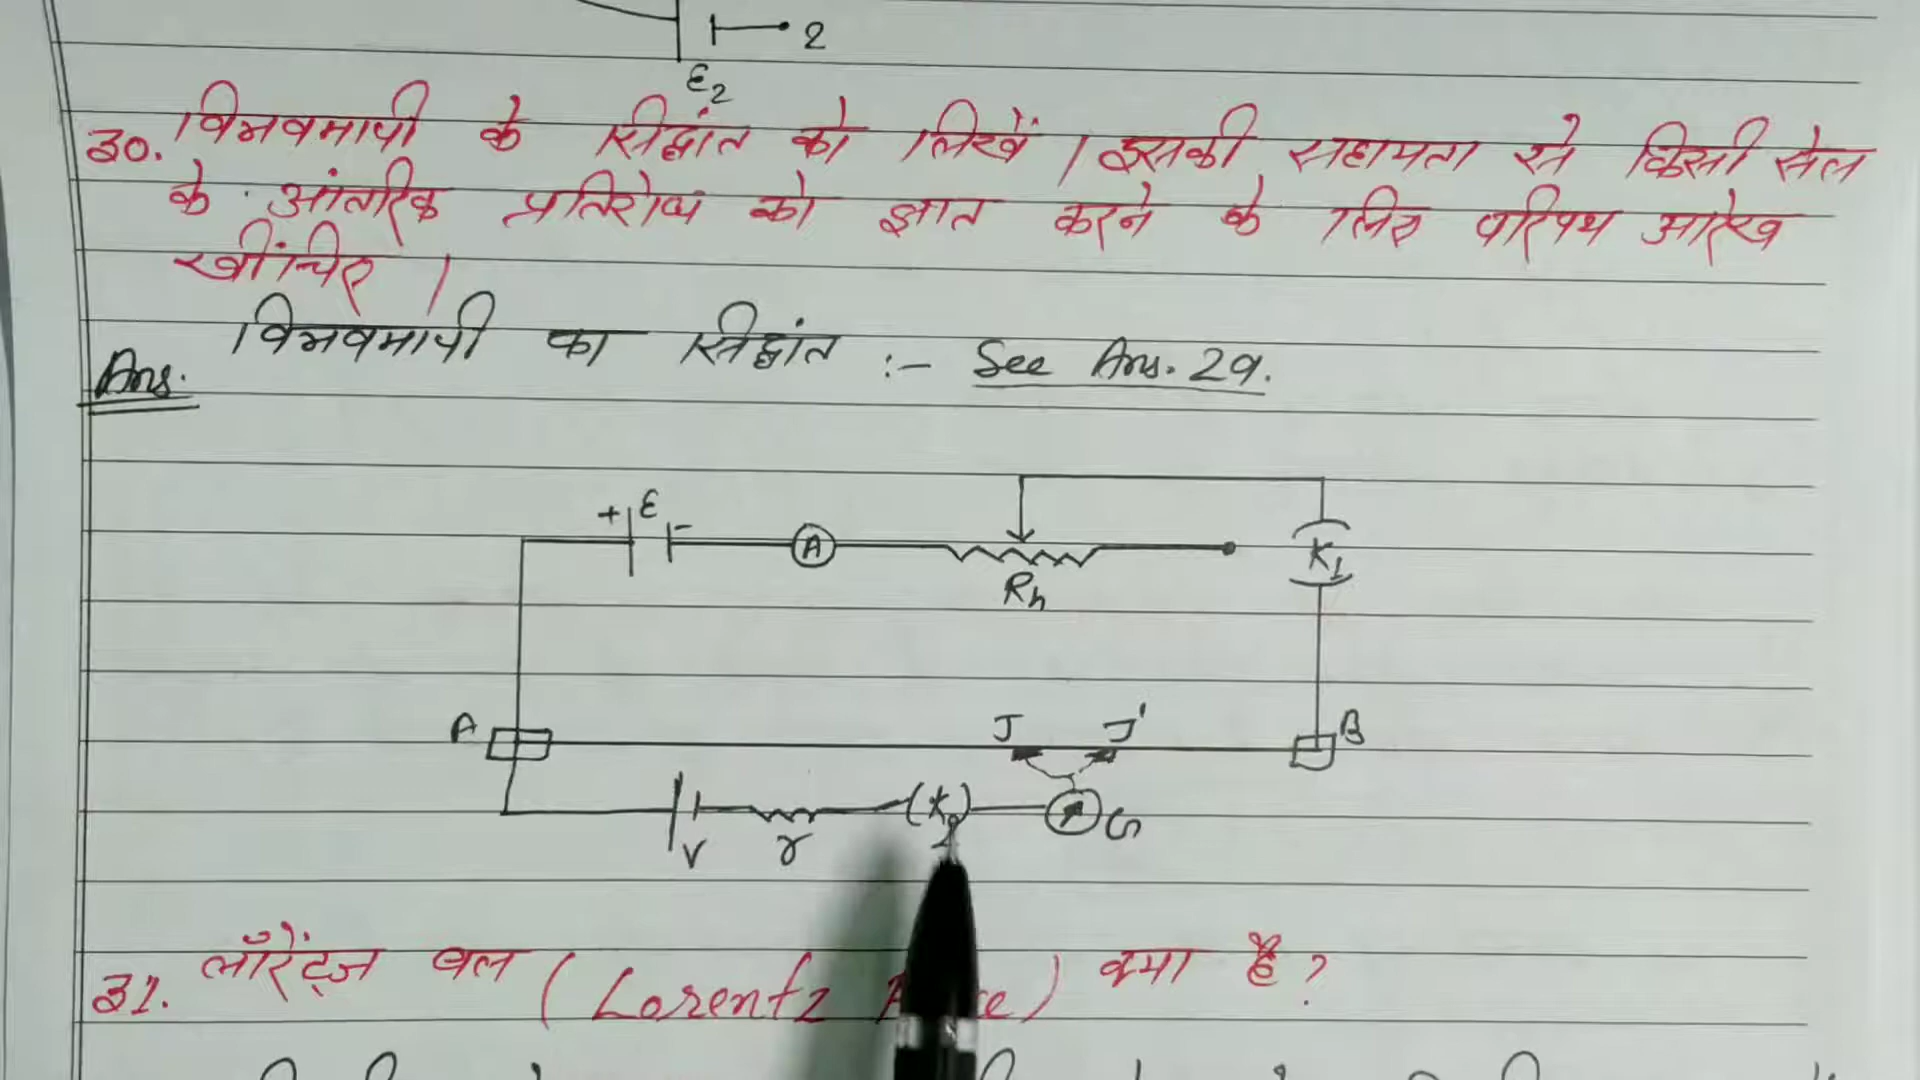 2
ε2
30. विभवमापी के सिद्धांत को लिखें। इसकी सहायता से किसी सेल
के आंतरिक प्रतिरोध को ज्ञात करने के लिए परिपथ आरेख
खींचिए।
Ans. विभवमापी का सिद्धांत :- See Ans. 29.
+ ε -
A
K1
Rh
A J J' B
V r (K2) G
31. लॉरेंट्ज बल (Lorentz) क्या है?